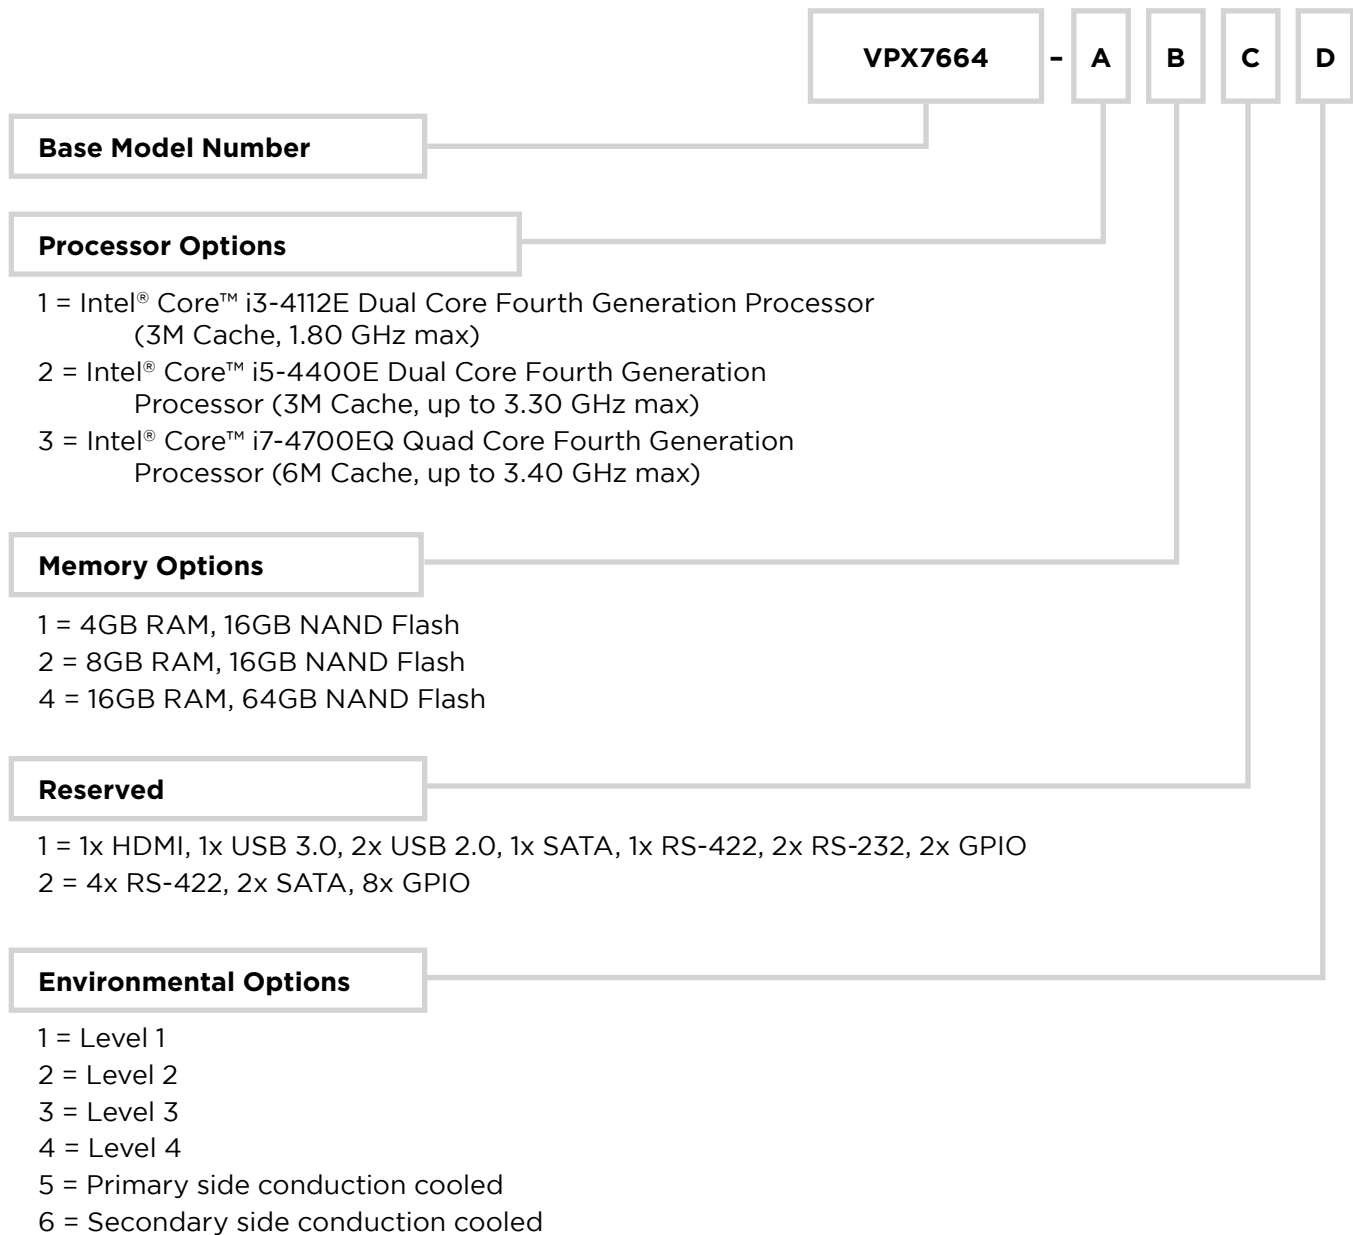 VPX7664 – A B C D
Base Model Number
Processor Options
1 = Intel® Core™ i3-4112E Dual Core Fourth Generation Processor
(3M Cache, 1.80 GHz max)
2 = Intel® Core™ i5-4400E Dual Core Fourth Generation
Processor (3M Cache, up to 3.30 GHz max)
3 = Intel® Core™ i7-4700EQ Quad Core Fourth Generation
Processor (6M Cache, up to 3.40 GHz max)
Memory Options
1 = 4GB RAM, 16GB NAND Flash
2 = 8GB RAM, 16GB NAND Flash
4 = 16GB RAM, 64GB NAND Flash
Reserved
1 = 1x HDMI, 1x USB 3.0, 2x USB 2.0, 1x SATA, 1x RS-422, 2x RS-232, 2x GPIO
2 = 4x RS-422, 2x SATA, 8x GPIO
Environmental Options
1 = Level 1
2 = Level 2
3 = Level 3
4 = Level 4
5 = Primary side conduction cooled
6 = Secondary side conduction cooled